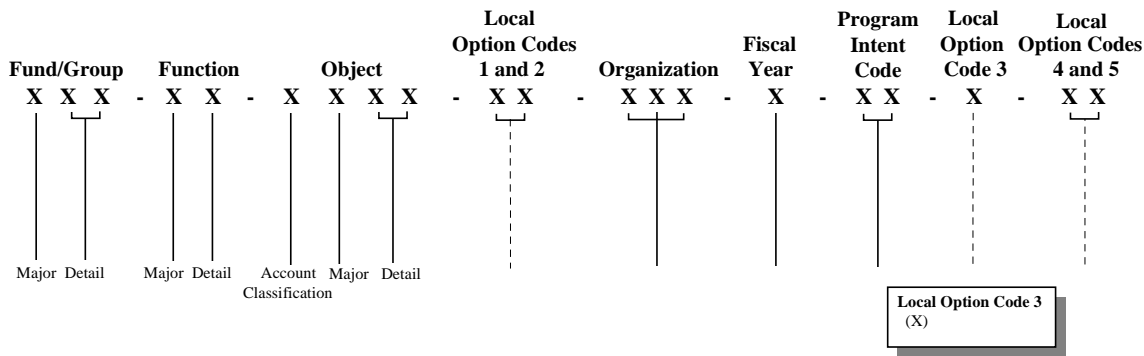 Fund/Group
Function
Object
Local
Option Codes
1 and 2
Organization
Fiscal
Year
Program
Intent
Code
Local
Option
Code 3
Local
Option Codes
4 and 5
X X X - X X - X X X X - X X - X X X - X - X X - X - X X
Major Detail
Major Detail
Account
Classification
Major
Detail
Local Option Code 3
(X)